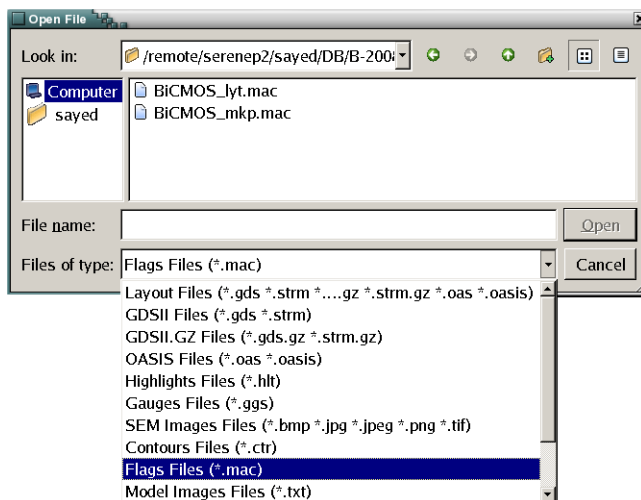 Open File
Look in: /remote/serenep2/sayed/DB/B-2008
Computer
sayed
BiCMOS_lyt.mac
BiCMOS_mkp.mac
File name: Open
Files of type: Flags Files (*.mac) Cancel
Layout Files (*.gds *.strm *....gz *.strm.gz *.oas *.oasis)
GDSII Files (*.gds *.strm)
GDSII.GZ Files (*.gds.gz *.strm.gz)
OASIS Files (*.oas *.oasis)
Highlights Files (*.hlt)
Gauges Files (*.ggs)
SEM Images Files (*.bmp *.jpg *.jpeg *.png *.tif)
Contours Files (*.ctr)
Flags Files (*.mac)
Model Images Files (*.txt)